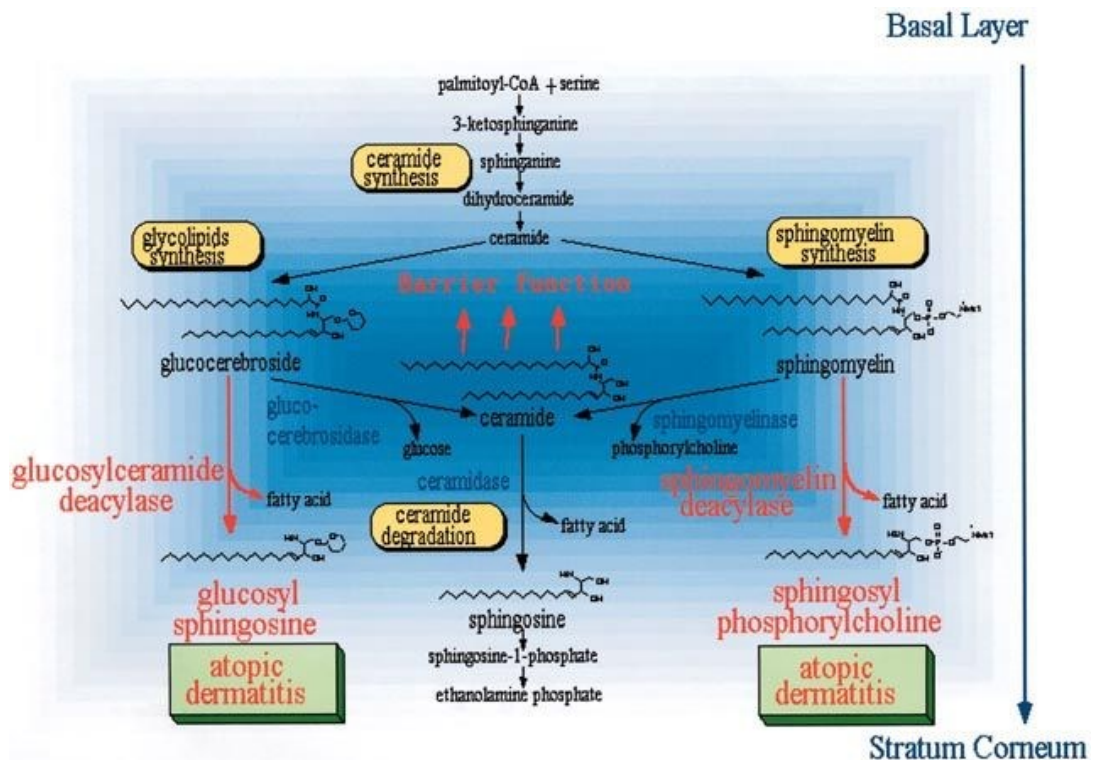 Basal Layer
palmitoyl-CoA + serine
3-ketosphinganine
ceramide
synthesis
sphinganine
dihydroceramide
glycolipids
synthesis
ceramide
sphingomyelin
synthesis
Barrier function
glucocerebroside
sphingomyelin
gluco-
cerebrosidase
ceramide
sphingomyelinase
glucose
phosphorylcholine
glucosylceramide
deacylase
ceramidase
sphingomyelin
deacylase
fatty acid
fatty acid
ceramide
degradation
fatty acid
glucosyl
sphingosine
sphingosine
sphingosyl
phosphorylcholine
atopic
dermatitis
sphingosine-1-phosphate
ethanolamine phosphate
atopic
dermatitis
Stratum Corneum